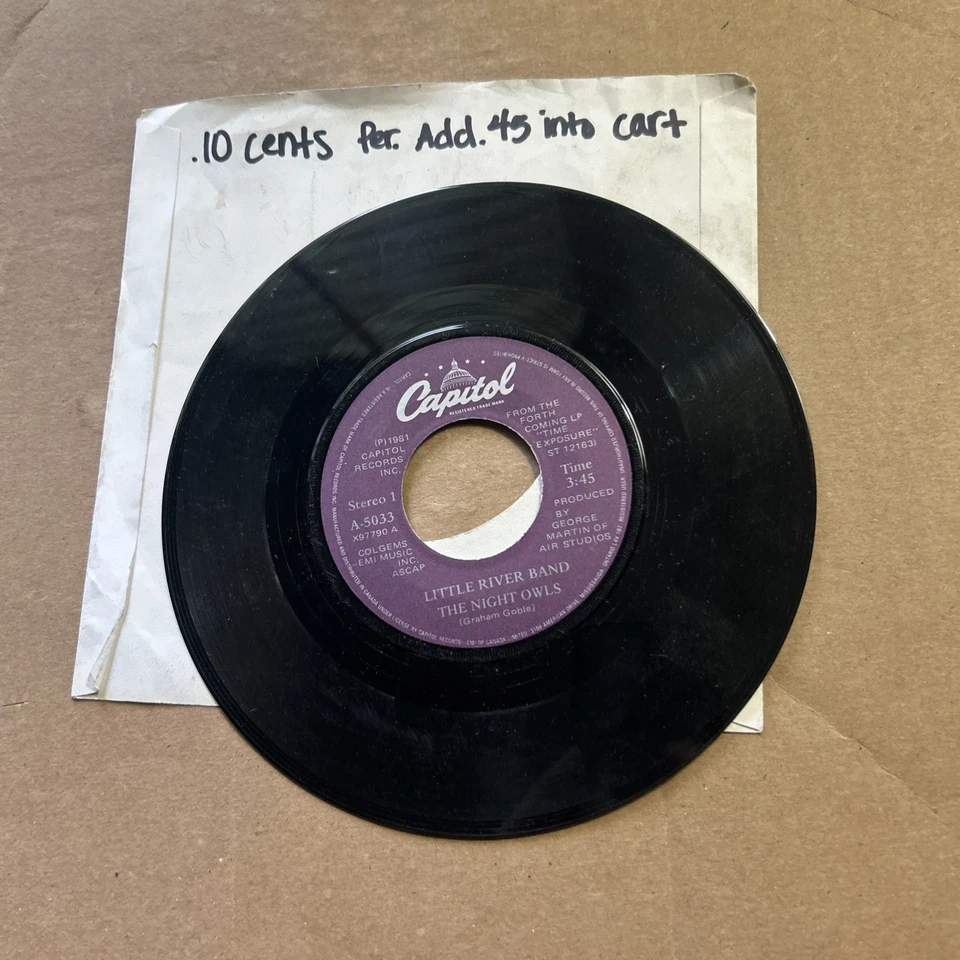 .10 cents per. Add .45 into cart
Capitol
REGISTERED TRADE MARK
(P)1981
CAPITOL
RECORDS
INC.
Stereo 1
A-5033
X97790 A
COLGEMS
EMI MUSIC
INC.
ASCAP
FROM THE
FORTH
COMING LP
"TIME
EXPOSURE"
ST 12163)
Time
3:45
PRODUCED
BY
GEORGE
MARTIN OF
AIR STUDIOS
LITTLE RIVER BAND
THE NIGHT OWLS
(Graham Goble)